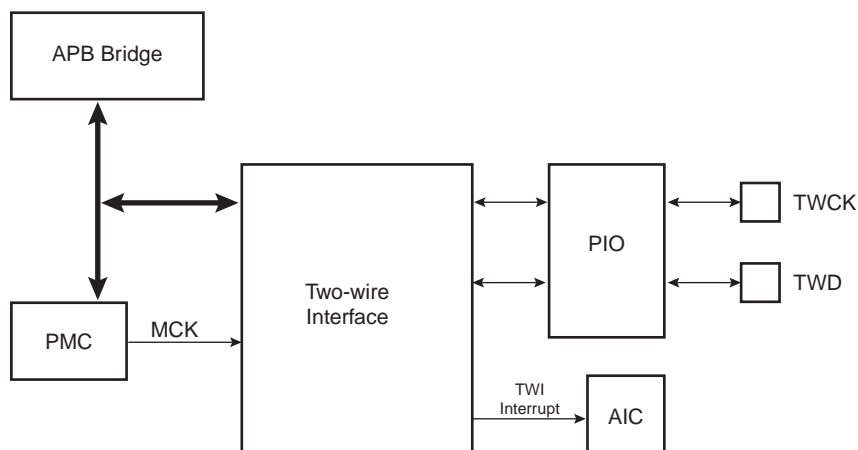 APB Bridge
TWCK
PIO
TWD
Two-wire
Interface
PMC
MCK
TWI
Interrupt
AIC